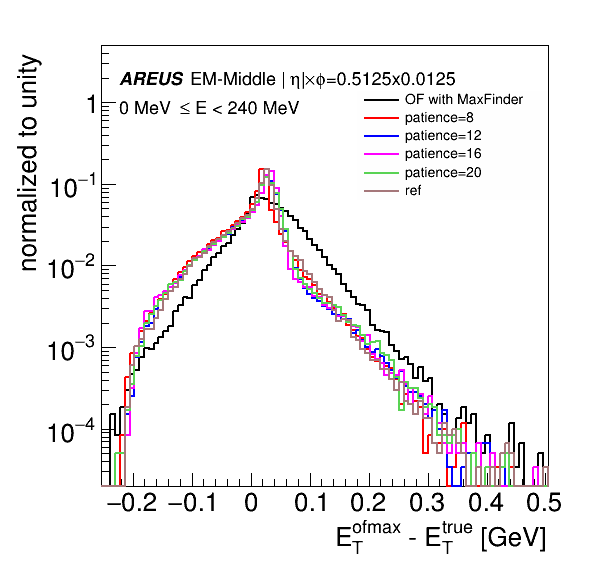 normalized to unity
AREUS EM-Middle | η|×ϕ=0.5125x0.0125
0 MeV ≤ E < 240 MeV
OF with MaxFinder
patience=8
patience=12
patience=16
patience=20
ref
1
10⁻¹
10⁻²
10⁻³
10⁻⁴
−0.2 −0.1 0 0.1 0.2 0.3 0.4 0.5
E_T^ofmax - E_T^true [GeV]